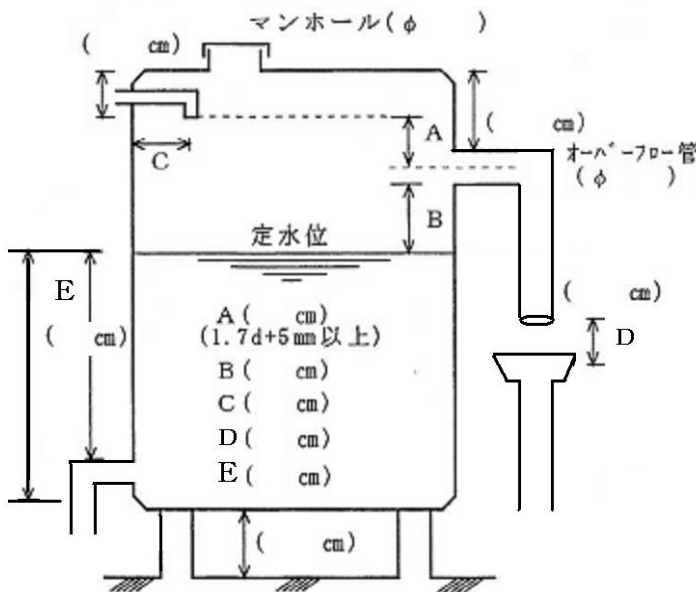 マンホール(φ　　)
(　　cm)
A
(　　cm)
C
オーバーフロー管
(φ　　)
B
定水位
E
(　　cm)
(　　cm)
A(　　cm)
(1.7d+5mm以上)
D
B(　　cm)
C(　　cm)
D(　　cm)
E(　　cm)
(　　cm)